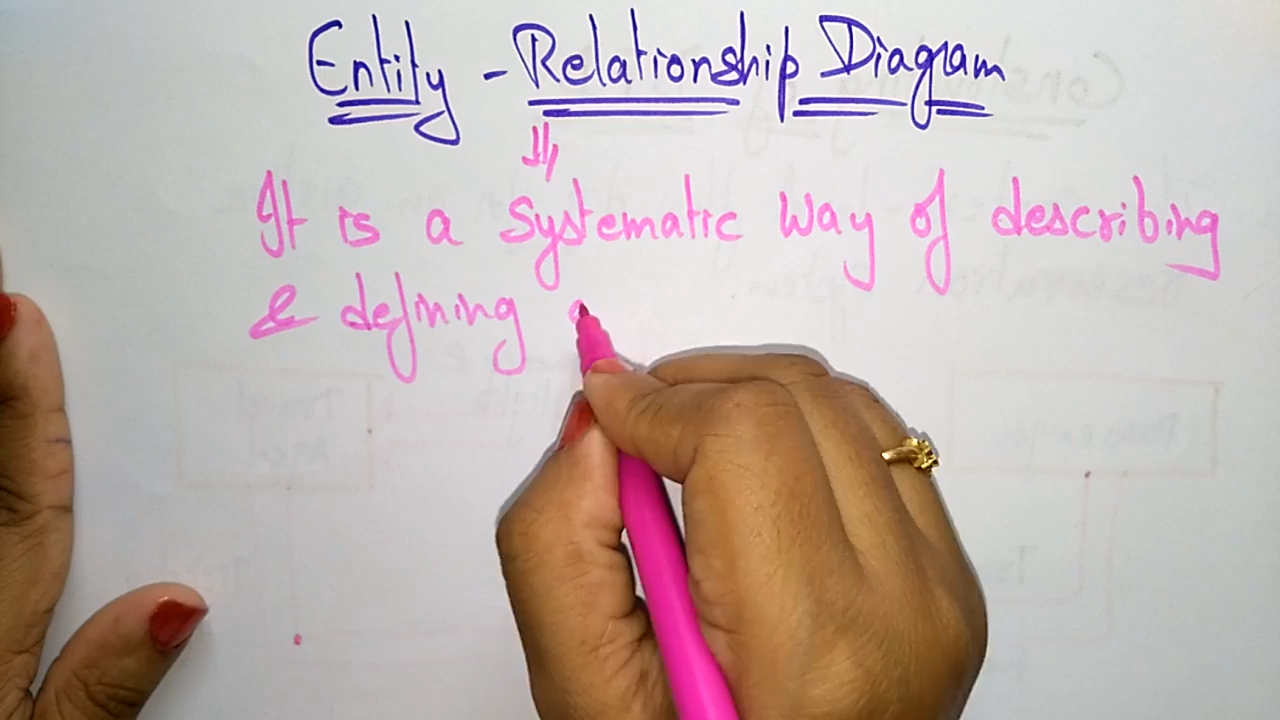 Entity - Relationship Diagram
It is a systematic way of describing
& defining